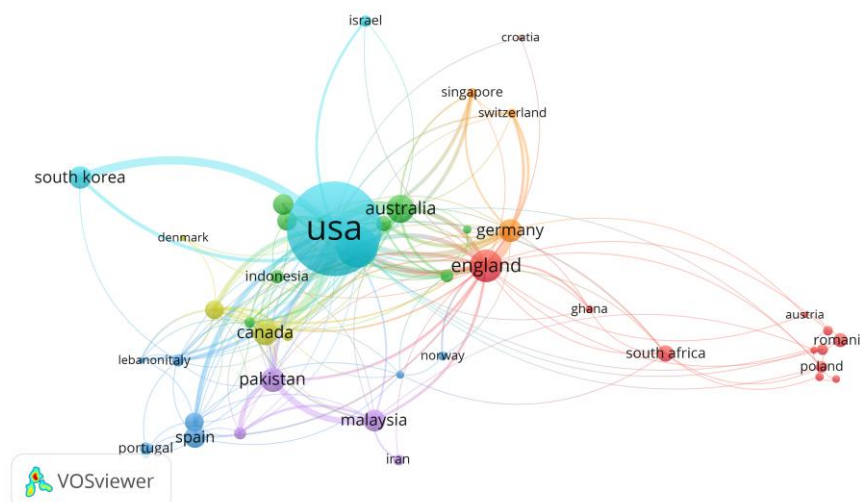 israel
croatia
singapore
switzerland
south korea
australia
usa
germany
denmark
england
indonesia
ghana
austria
canada
romani
south africa
lebanonitaly
norway
poland
pakistan
malaysia
spain
portugal
iran
VOSviewer